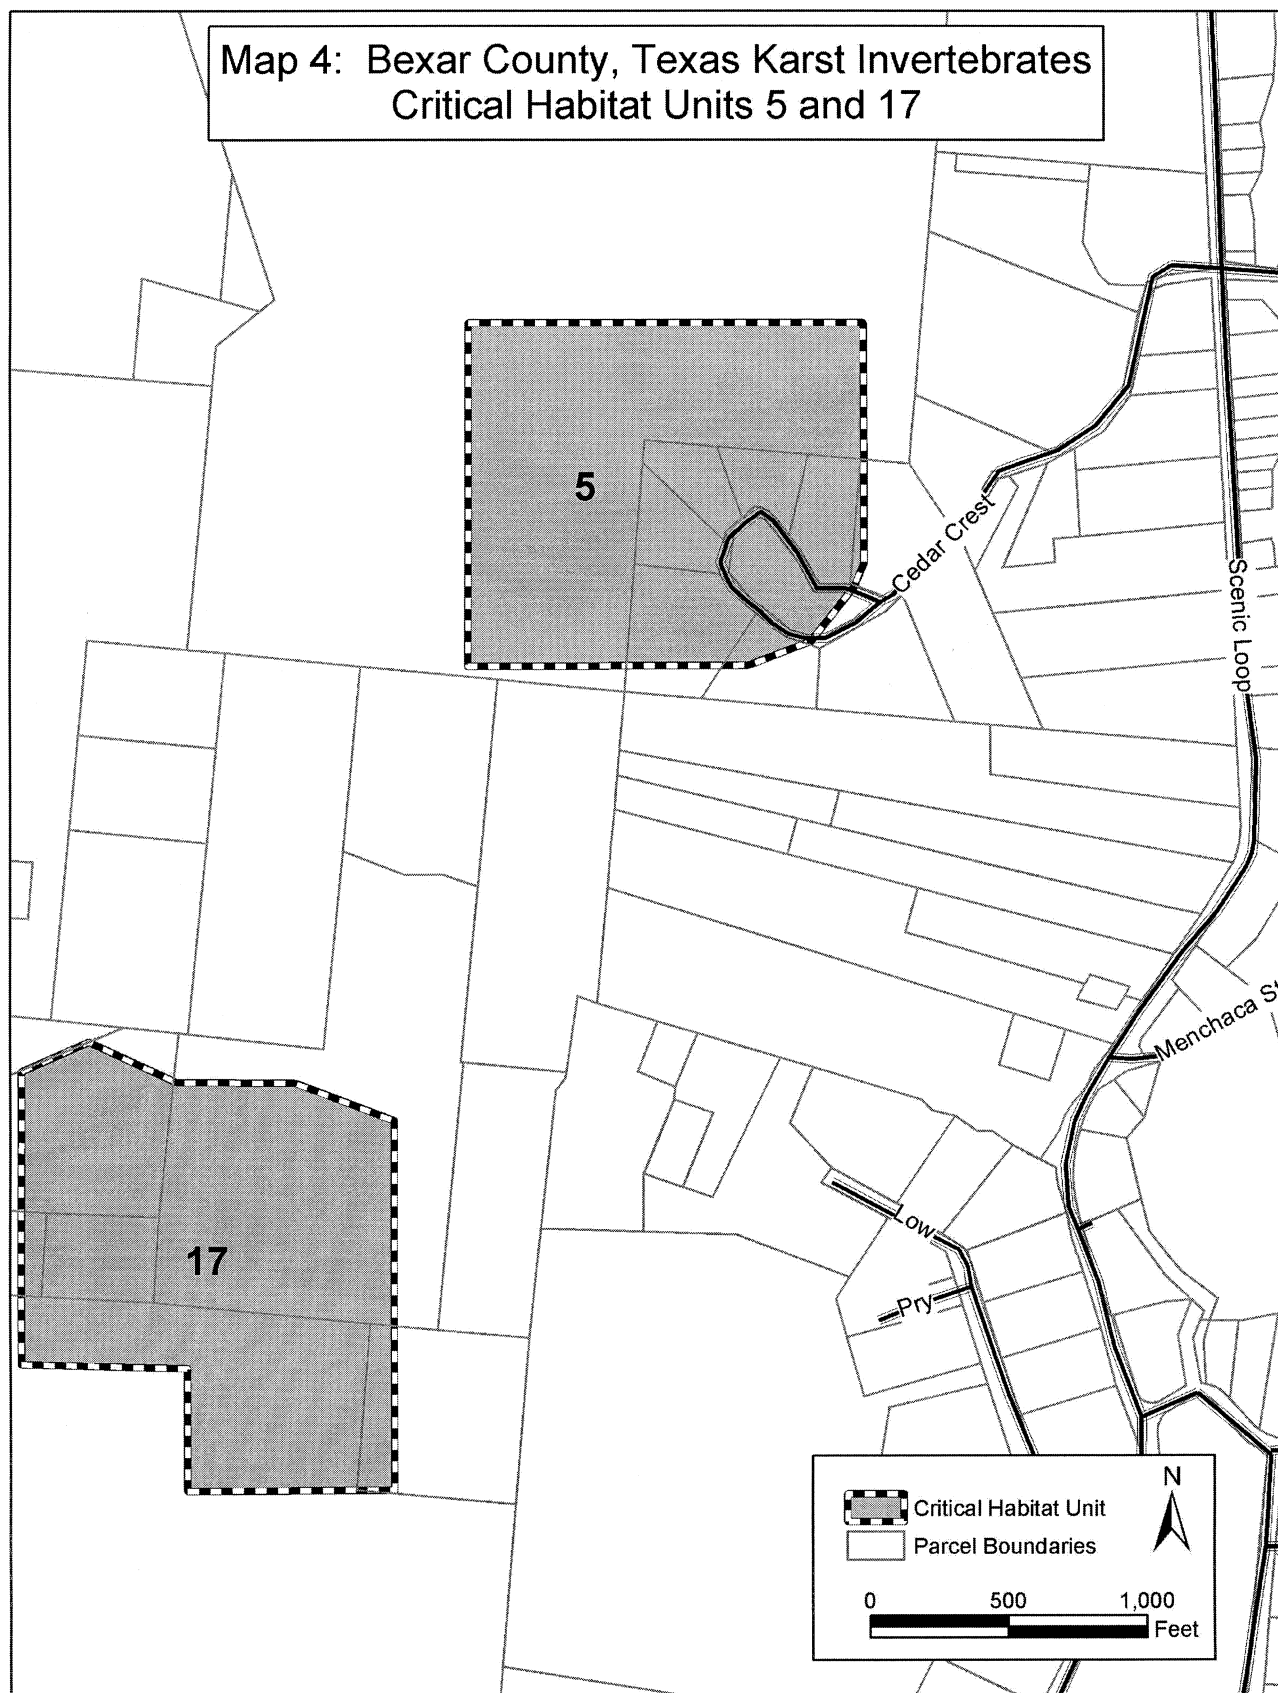 Map 4: Bexar County, Texas Karst Invertebrates
Critical Habitat Units 5 and 17
5
Cedar Crest
Scenic Loop
Menchaca St
17
Low
Pry
N
Critical Habitat Unit
Parcel Boundaries
0 500 1,000
Feet